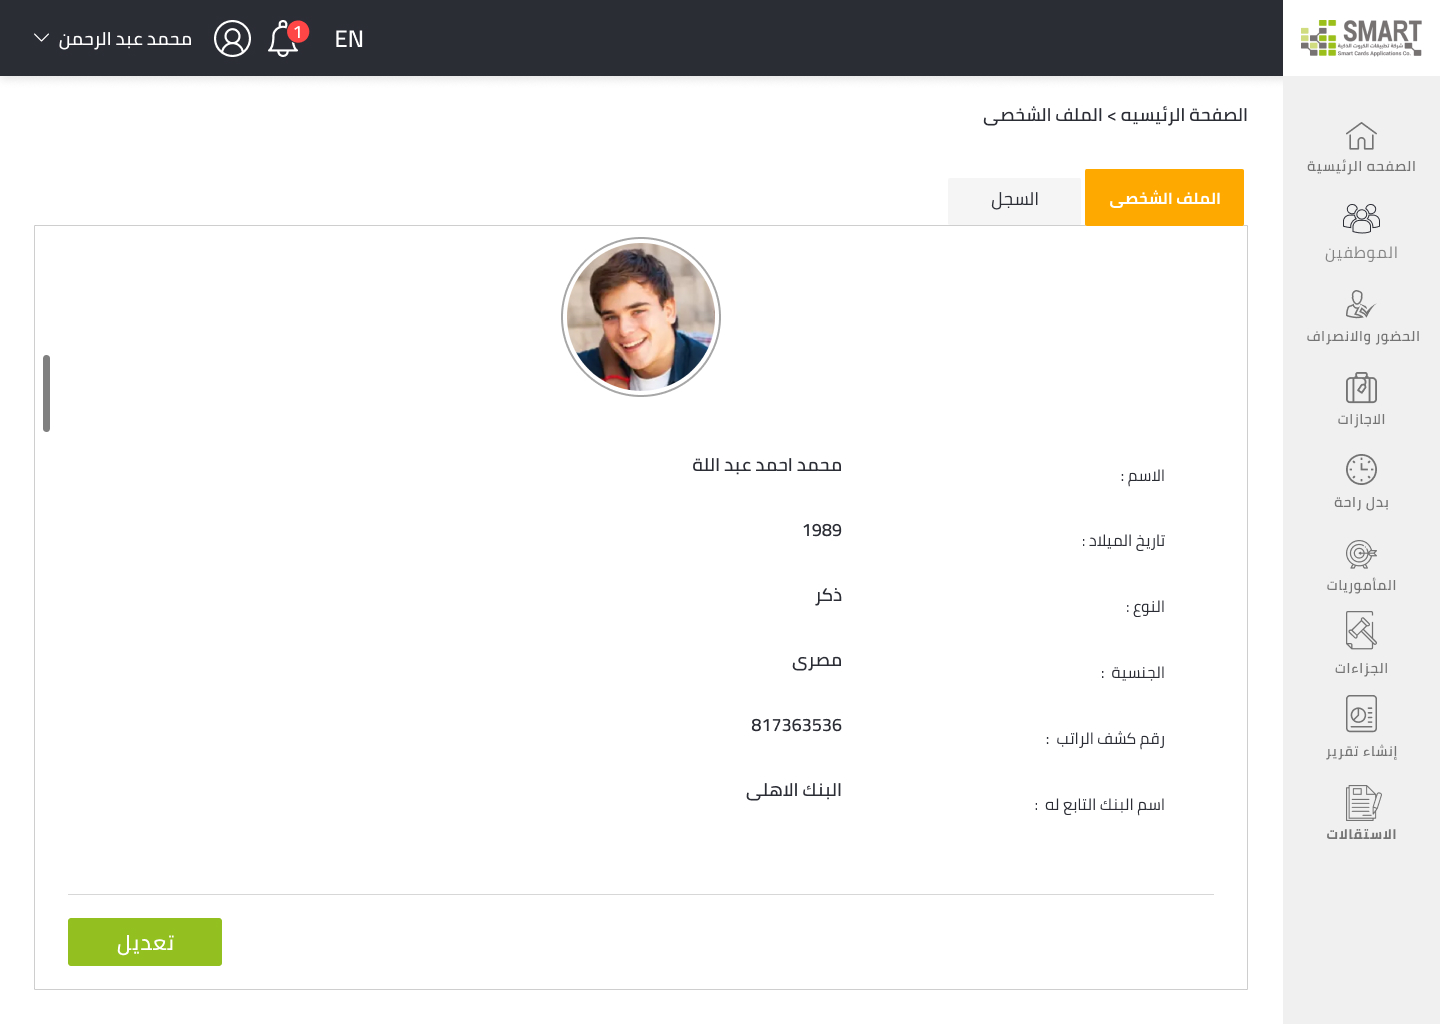 SMART
شركة تطبيقات الكروت الذكية
Smart Cards Applications Co.
EN
1
محمد عبد الرحمن
الصفحة الرئيسيه > الملف الشخصى
الملف الشخصى
السجل
الاسم :
محمد احمد عبد اللة
تاريخ الميلاد :
1989
النوع :
ذكر
الجنسية :
مصرى
رقم كشف الراتب :
817363536
اسم البنك التابع له :
البنك الاهلى
تعديل
الصفحه الرئيسية
الموظفين
الحضور والانصراف
الاجازات
بدل راحة
المأموريات
الجزاءات
إنشاء تقرير
الاستقالات